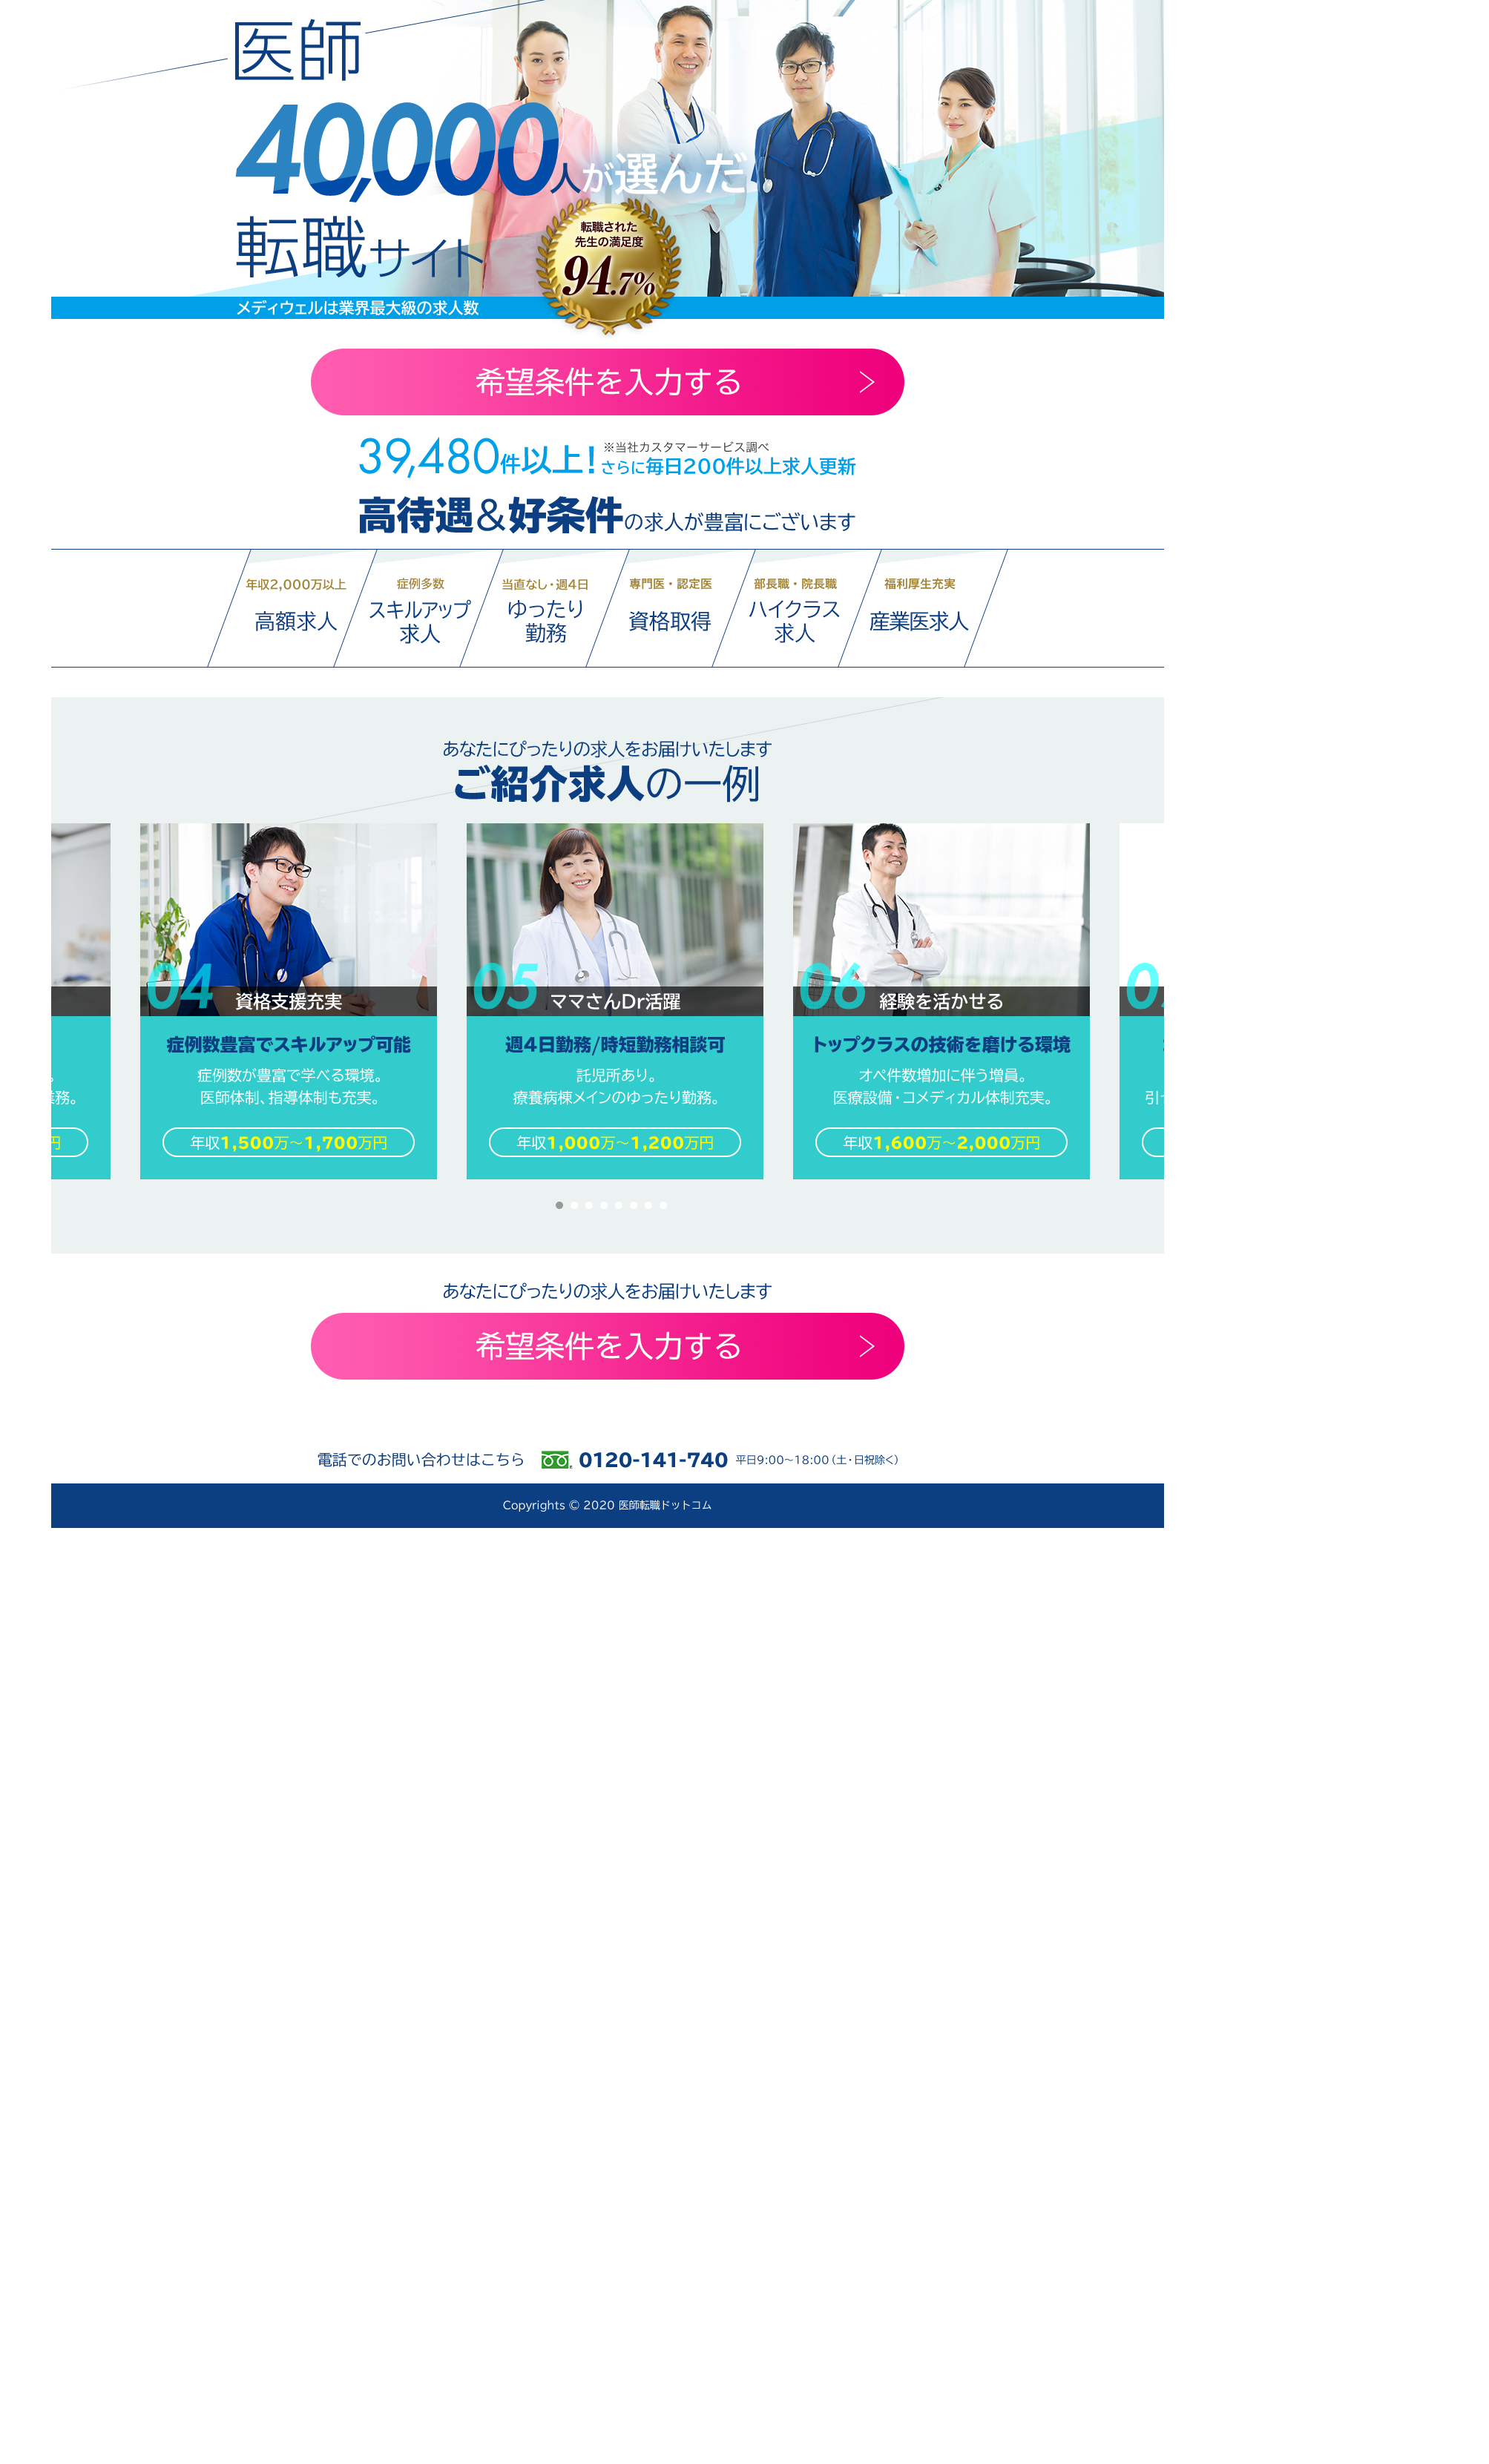 医師
40,000人が選んだ
転職サイト
転職された
先生の満足度
94.7%
メディウェルは業界最大級の求人数
希望条件を入力する
39,480件以上!
※当社カスタマーサービス調べ
さらに毎日200件以上求人更新
高待遇&好条件の求人が豊富にございます
年収2,000万以上
高額求人
症例多数
スキルアップ
求人
当直なし・週4日
ゆったり
勤務
専門医・認定医
資格取得
部長職・院長職
ハイクラス
求人
福利厚生充実
産業医求人
あなたにぴったりの求人をお届けいたします
ご紹介求人の一例
務。
円
04
資格支援充実
症例数豊富でスキルアップ可能
症例数が豊富で学べる環境。
医師体制、指導体制も充実。
年収1,500万~1,700万円
05
ママさんDr活躍
週4日勤務/時短勤務相談可
託児所あり。
療養病棟メインのゆったり勤務。
年収1,000万~1,200万円
06
経験を活かせる
トップクラスの技術を磨ける環境
オペ件数増加に伴う増員。
医療設備・コメディカル体制充実。
年収1,600万~2,000万円
0
引
あなたにぴったりの求人をお届けいたします
希望条件を入力する
電話でのお問い合わせはこちら 0120-141-740 平日9:00~18:00(土・日祝除く)
Copyrights © 2020 医師転職ドットコム